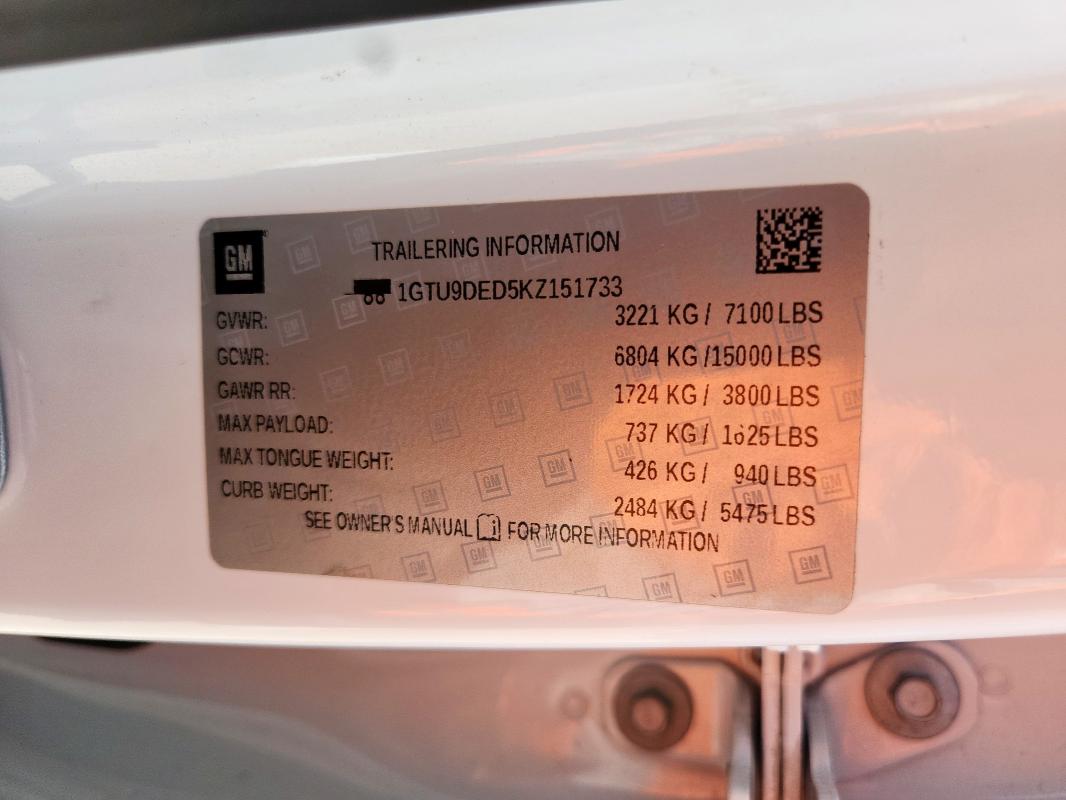 GM
TRAILERING INFORMATION
1GTU9DED5KZ151733
GVWR: 3221 KG / 7100 LBS
GCWR: 6804 KG /15000 LBS
GAWR RR: 1724 KG / 3800 LBS
MAX PAYLOAD: 737 KG / 1625 LBS
MAX TONGUE WEIGHT: 426 KG / 940 LBS
CURB WEIGHT: 2484 KG / 5475 LBS
SEE OWNER'S MANUAL FOR MORE INFORMATION